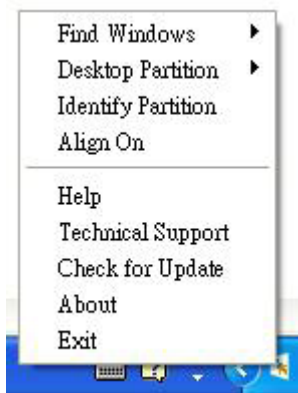 Find Windows
Desktop Partition
Identify Partition
Align On
Help
Technical Support
Check for Update
About
Exit